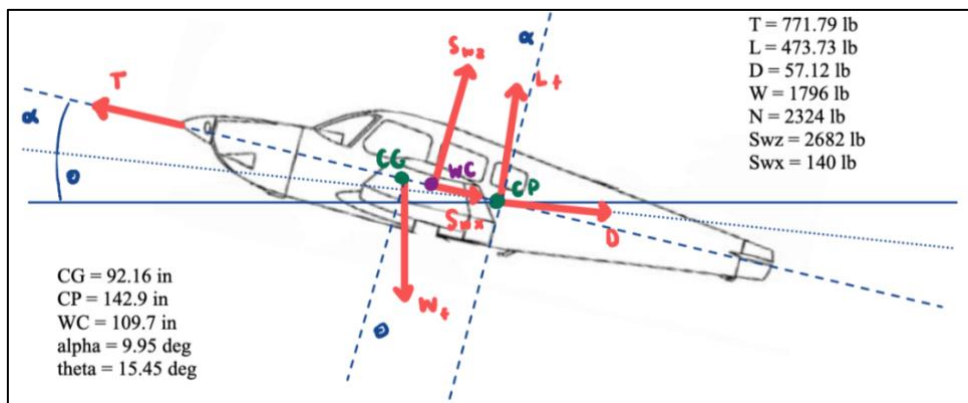 T = 771.79 lb
L = 473.73 lb
D = 57.12 lb
W = 1796 lb
N = 2324 lb
Swz = 2682 lb
Swx = 140 lb
α
Swz
Lt
T
α
θ
CG
WC
CP
Swx
D
Wt
θ
CG = 92.16 in
CP = 142.9 in
WC = 109.7 in
alpha = 9.95 deg
theta = 15.45 deg